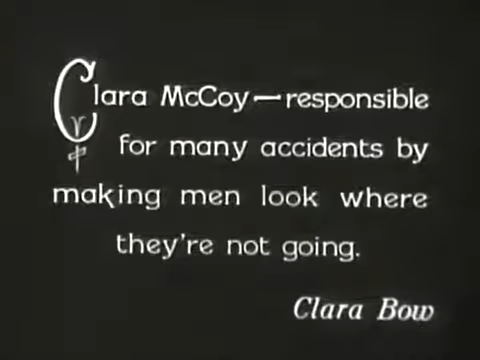 Clara McCoy—responsible
for many accidents by
making men look where
they're not going.
Clara Bow